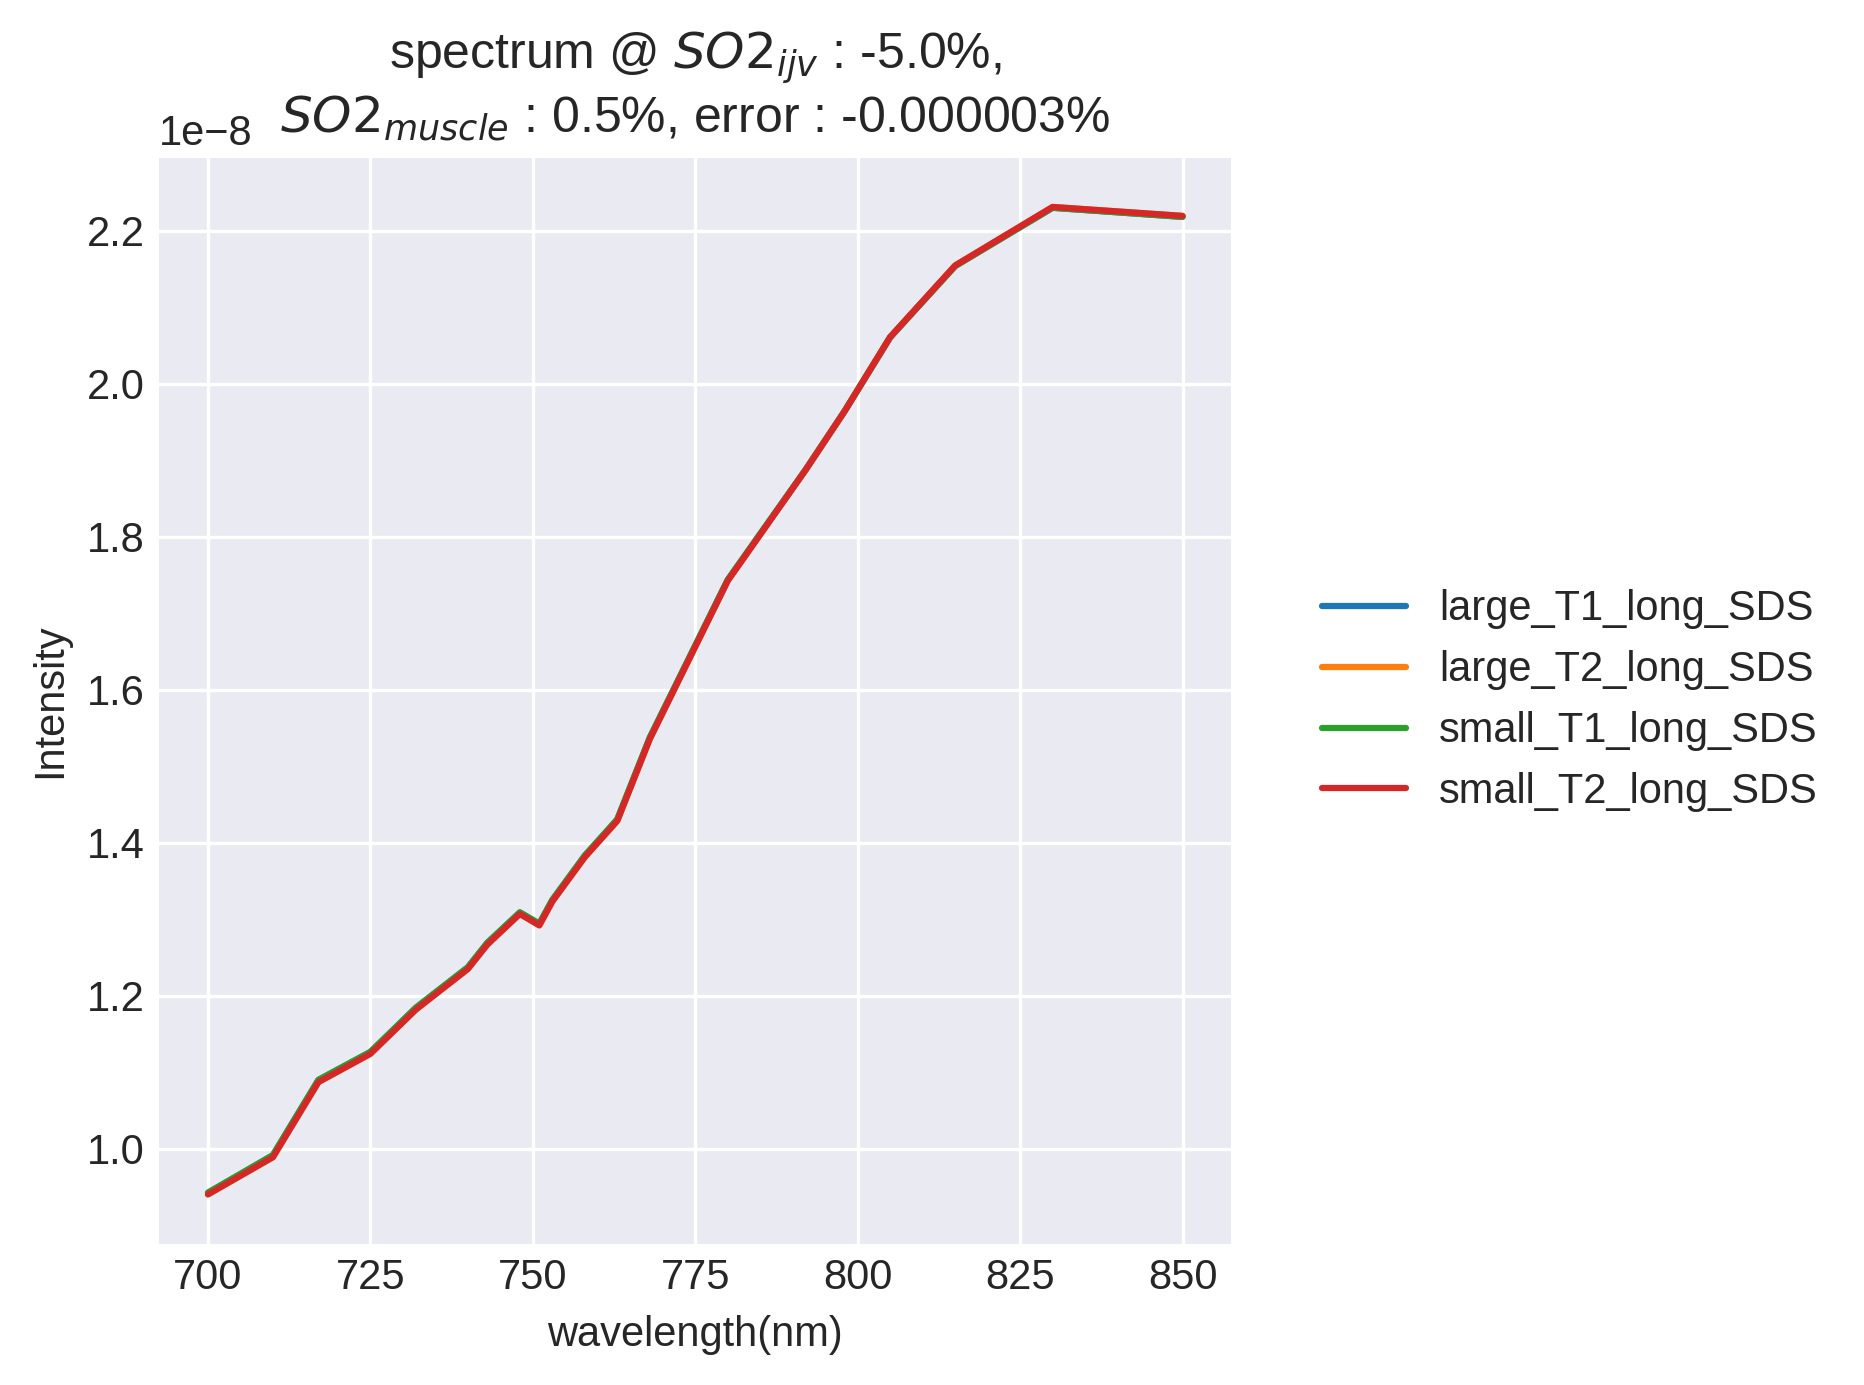 spectrum @ SO2ijv : -5.0%,
SO2muscle : 0.5%, error : -0.000003%
1e−8
2.2
2.0
1.8
1.6
1.4
1.2
1.0
Intensity
700 725 750 775 800 825 850
wavelength(nm)
large_T1_long_SDS
large_T2_long_SDS
small_T1_long_SDS
small_T2_long_SDS